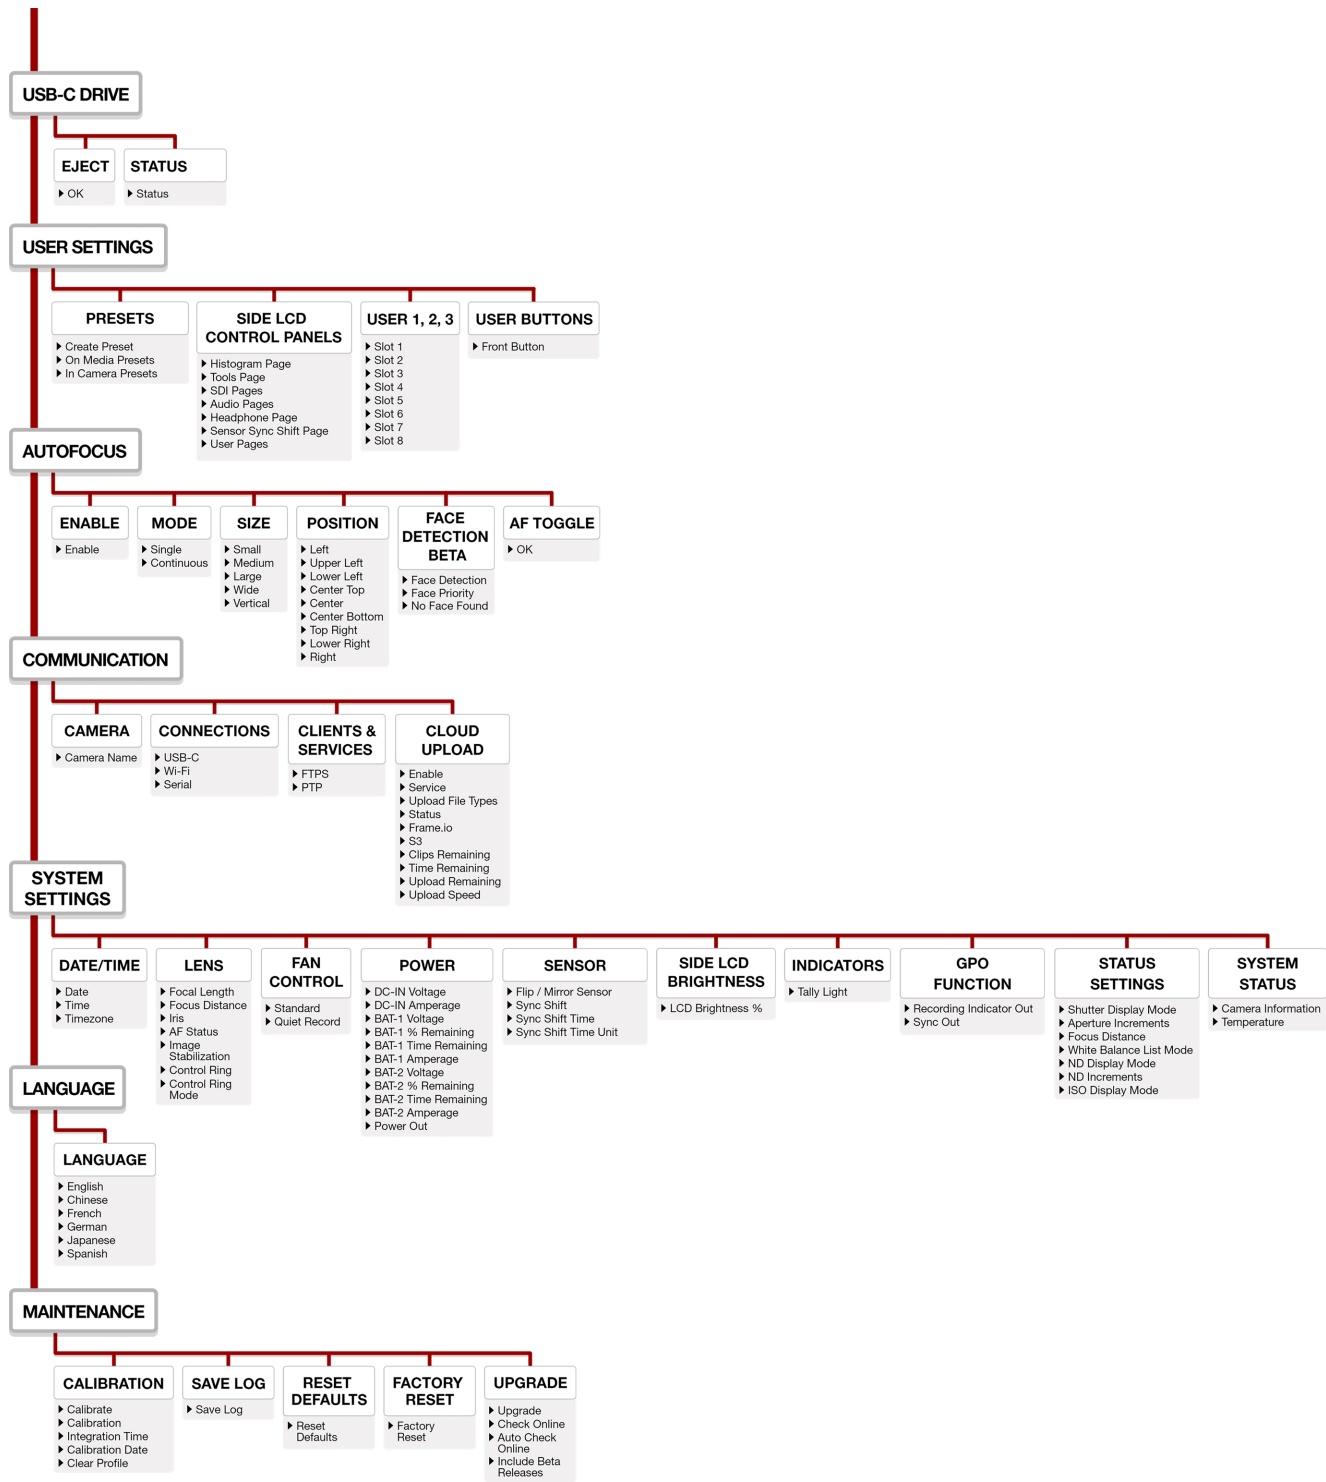 USB-C DRIVE
EJECT
OK
STATUS
Status
USER SETTINGS
PRESETS
Create Preset
On Media Presets
In Camera Presets
SIDE LCD
CONTROL PANELS
Histogram Page
Tools Page
SDI Pages
Audio Pages
Headphone Page
Sensor Sync Shift Page
User Pages
USER 1, 2, 3
Slot 1
Slot 2
Slot 3
Slot 4
Slot 5
Slot 6
Slot 7
Slot 8
USER BUTTONS
Front Button
AUTOFOCUS
ENABLE
Enable
MODE
Single
Continuous
SIZE
Small
Medium
Large
Wide
Vertical
POSITION
Left
Upper Left
Lower Left
Center Top
Center
Center Bottom
Top Right
Lower Right
Right
FACE
DETECTION
BETA
Face Detection
Face Priority
No Face Found
AF TOGGLE
OK
COMMUNICATION
CAMERA
Camera Name
CONNECTIONS
USB-C
Wi-Fi
Serial
CLIENTS &
SERVICES
FTPS
PTP
CLOUD
UPLOAD
Enable
Service
Upload File Types
Status
Frame.io
S3
Clips Remaining
Time Remaining
Upload Remaining
Upload Speed
SYSTEM
SETTINGS
DATE/TIME
Date
Time
Timezone
LENS
Focal Length
Focus Distance
Iris
AF Status
Image
Stabilization
Control Ring
Control Ring
Mode
FAN
CONTROL
Standard
Quiet Record
POWER
DC-IN Voltage
DC-IN Amperage
BAT-1 Voltage
BAT-1 % Remaining
BAT-1 Time Remaining
BAT-1 Amperage
BAT-2 Voltage
BAT-2 % Remaining
BAT-2 Time Remaining
BAT-2 Amperage
Power Out
SENSOR
Flip / Mirror Sensor
Sync Shift
Sync Shift Time
Sync Shift Time Unit
SIDE LCD
BRIGHTNESS
LCD Brightness %
INDICATORS
Tally Light
GPO
FUNCTION
Recording Indicator Out
Sync Out
STATUS
SETTINGS
Shutter Display Mode
Aperture Increments
Focus Distance
White Balance List Mode
ND Display Mode
ND Increments
ISO Display Mode
SYSTEM
STATUS
Camera Information
Temperature
LANGUAGE
LANGUAGE
English
Chinese
French
German
Japanese
Spanish
MAINTENANCE
CALIBRATION
Calibrate
Calibration
Integration Time
Calibration Date
Clear Profile
SAVE LOG
Save Log
RESET
DEFAULTS
Reset
Defaults
FACTORY
RESET
Factory
Reset
UPGRADE
Upgrade
Check Online
Auto Check
Online
Include Beta
Releases